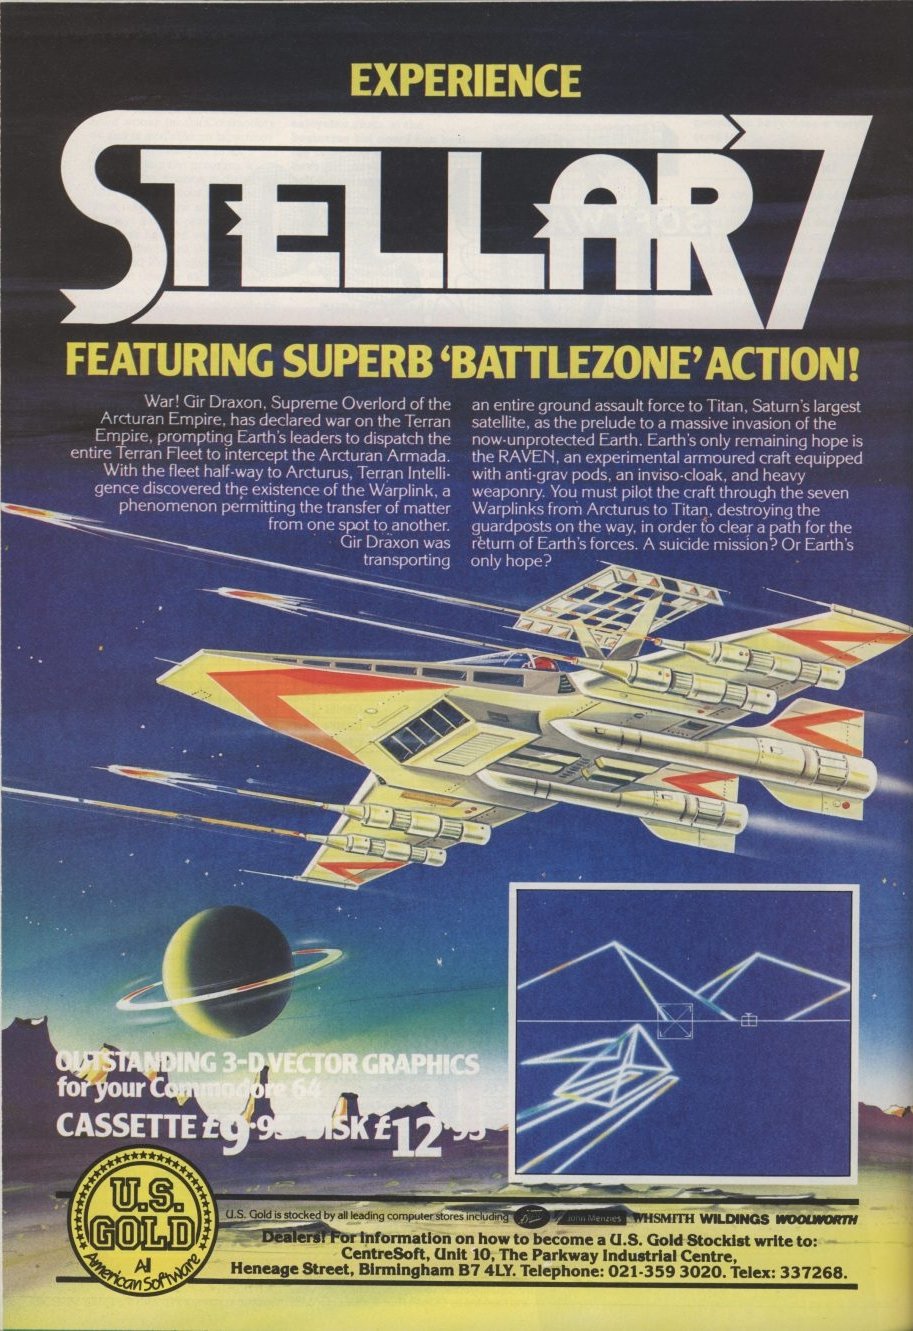 EXPERIENCE
STELLAR 7
FEATURING SUPERB ‘BATTLEZONE’ ACTION!
War! Gir Draxon, Supreme Overlord of the
Arcturan Empire, has declared war on the Terran
Empire, prompting Earth's leaders to dispatch the
entire Terran Fleet to intercept the Arcturan Armada.
With the fleet half-way to Arcturus, Terran Intelli-
gence discovered the existence of the Warplink, a
phenomenon permitting the transfer of matter
from one spot to another.
Gir Draxon was
transporting
an entire ground assault force to Titan, Saturn's largest
satellite, as the prelude to a massive invasion of the
now-unprotected Earth. Earth's only remaining hope is
the RAVEN, an experimental armoured craft equipped
with anti-grav pods, an inviso-cloak, and heavy
weaponry. You must pilot the craft through the seven
Warplinks from Arcturus to Titan, destroying the
guardposts on the way, in order to clear a path for the
return of Earth's forces. A suicide mission? Or Earth's
only hope?
OUTSTANDING 3-D VECTOR GRAPHICS
for your Commodore 64
CASSETTE £9.95 DISK £12.95
U.S.
GOLD
All
American Software
U.S. Gold is stocked by all leading computer stores including John Menzies WHSMITH WILDINGS WOOLWORTH
Dealers! For information on how to become a U.S. Gold Stockist write to:
CentreSoft, Unit 10, The Parkway Industrial Centre,
Heneage Street, Birmingham B7 4LY. Telephone: 021-359 3020. Telex: 337268.